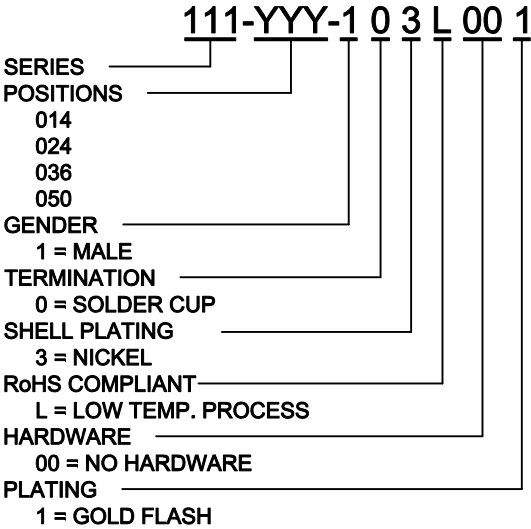 111-YYY-1 0 3 L 00 1
SERIES
POSITIONS
014
024
036
050
GENDER
1 = MALE
TERMINATION
0 = SOLDER CUP
SHELL PLATING
3 = NICKEL
RoHS COMPLIANT
L = LOW TEMP. PROCESS
HARDWARE
00 = NO HARDWARE
PLATING
1 = GOLD FLASH